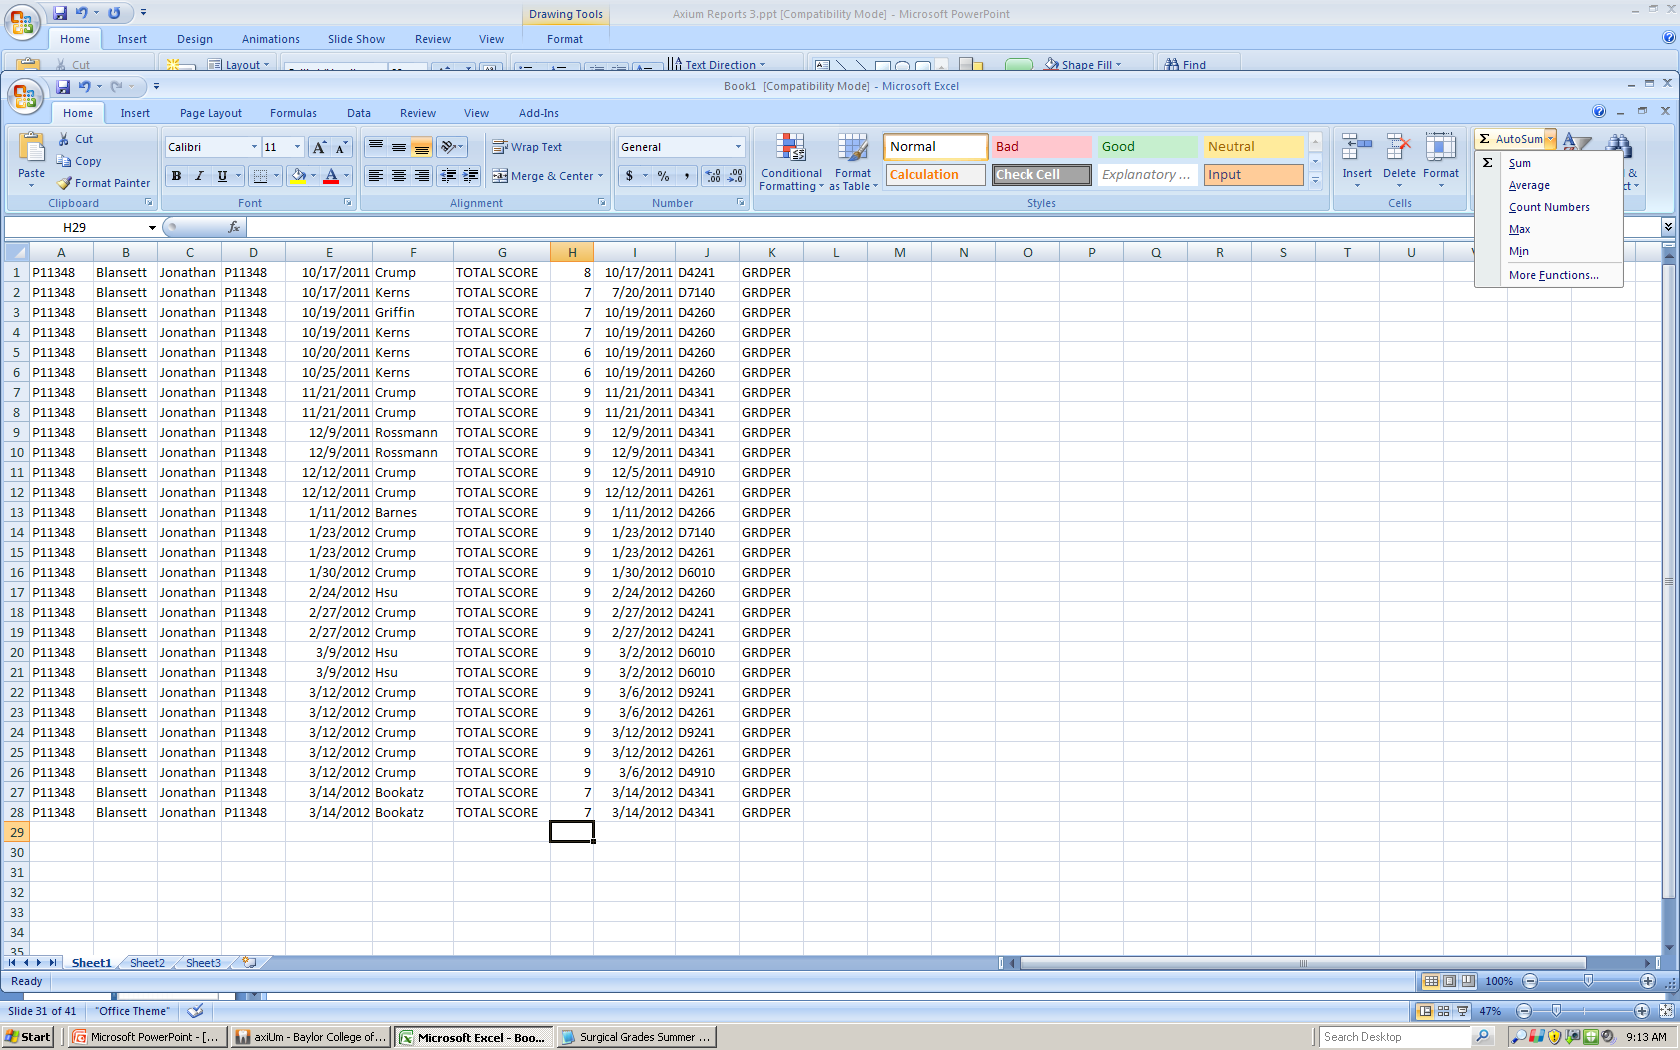 Drawing Tools Axium Reports 3.ppt [Compatibility Mode] - Microsoft PowerPoint
Home Insert Design Animations Slide Show Review View Format
Cut Layout Text Direction Shape Fill Find
Book1 [Compatibility Mode] - Microsoft Excel
Home Insert Page Layout Formulas Data Review View Add-Ins
Cut Calibri 11 Wrap Text General Normal Bad Good Neutral Σ AutoSum
Copy
Paste Format Painter B I U Merge & Center $ % , Conditional Formatting Format as Table Calculation Check Cell Explanatory ... Input Insert Delete Format
Clipboard Font Alignment Number Styles Cells
Σ Sum
Average
Count Numbers
Max
Min
More Functions...
H29 fx
A B C D E F G H I J K L M N O P Q R S T U
1 P11348 Blansett Jonathan P11348 10/17/2011 Crump TOTAL SCORE 8 10/17/2011 D4241 GRDPER
2 P11348 Blansett Jonathan P11348 10/17/2011 Kerns TOTAL SCORE 7 7/20/2011 D7140 GRDPER
3 P11348 Blansett Jonathan P11348 10/19/2011 Griffin TOTAL SCORE 7 10/19/2011 D4260 GRDPER
4 P11348 Blansett Jonathan P11348 10/19/2011 Kerns TOTAL SCORE 7 10/19/2011 D4260 GRDPER
5 P11348 Blansett Jonathan P11348 10/20/2011 Kerns TOTAL SCORE 6 10/19/2011 D4260 GRDPER
6 P11348 Blansett Jonathan P11348 10/25/2011 Kerns TOTAL SCORE 6 10/19/2011 D4260 GRDPER
7 P11348 Blansett Jonathan P11348 11/21/2011 Crump TOTAL SCORE 9 11/21/2011 D4341 GRDPER
8 P11348 Blansett Jonathan P11348 11/21/2011 Crump TOTAL SCORE 9 11/21/2011 D4341 GRDPER
9 P11348 Blansett Jonathan P11348 12/9/2011 Rossmann TOTAL SCORE 9 12/9/2011 D4341 GRDPER
10 P11348 Blansett Jonathan P11348 12/9/2011 Rossmann TOTAL SCORE 9 12/9/2011 D4341 GRDPER
11 P11348 Blansett Jonathan P11348 12/12/2011 Crump TOTAL SCORE 9 12/5/2011 D4910 GRDPER
12 P11348 Blansett Jonathan P11348 12/12/2011 Crump TOTAL SCORE 9 12/12/2011 D4261 GRDPER
13 P11348 Blansett Jonathan P11348 1/11/2012 Barnes TOTAL SCORE 9 1/11/2012 D4266 GRDPER
14 P11348 Blansett Jonathan P11348 1/23/2012 Crump TOTAL SCORE 9 1/23/2012 D7140 GRDPER
15 P11348 Blansett Jonathan P11348 1/23/2012 Crump TOTAL SCORE 9 1/23/2012 D4261 GRDPER
16 P11348 Blansett Jonathan P11348 1/30/2012 Crump TOTAL SCORE 9 1/30/2012 D6010 GRDPER
17 P11348 Blansett Jonathan P11348 2/24/2012 Hsu TOTAL SCORE 9 2/24/2012 D4260 GRDPER
18 P11348 Blansett Jonathan P11348 2/27/2012 Crump TOTAL SCORE 9 2/27/2012 D4241 GRDPER
19 P11348 Blansett Jonathan P11348 2/27/2012 Crump TOTAL SCORE 9 2/27/2012 D4241 GRDPER
20 P11348 Blansett Jonathan P11348 3/9/2012 Hsu TOTAL SCORE 9 3/2/2012 D6010 GRDPER
21 P11348 Blansett Jonathan P11348 3/9/2012 Hsu TOTAL SCORE 9 3/2/2012 D6010 GRDPER
22 P11348 Blansett Jonathan P11348 3/12/2012 Crump TOTAL SCORE 9 3/6/2012 D9241 GRDPER
23 P11348 Blansett Jonathan P11348 3/12/2012 Crump TOTAL SCORE 9 3/6/2012 D4261 GRDPER
24 P11348 Blansett Jonathan P11348 3/12/2012 Crump TOTAL SCORE 9 3/12/2012 D9241 GRDPER
25 P11348 Blansett Jonathan P11348 3/12/2012 Crump TOTAL SCORE 9 3/12/2012 D4261 GRDPER
26 P11348 Blansett Jonathan P11348 3/12/2012 Crump TOTAL SCORE 9 3/6/2012 D4910 GRDPER
27 P11348 Blansett Jonathan P11348 3/14/2012 Bookatz TOTAL SCORE 7 3/14/2012 D4341 GRDPER
28 P11348 Blansett Jonathan P11348 3/14/2012 Bookatz TOTAL SCORE 7 3/14/2012 D4341 GRDPER
29
30
31
32
33
34
35
Sheet1 Sheet2 Sheet3
Ready 100%
Slide 31 of 41 "Office Theme" 47%
Start Microsoft PowerPoint - [... axiUm - Baylor College of... Microsoft Excel - Boo... Surgical Grades Summer ... Search Desktop 9:13 AM